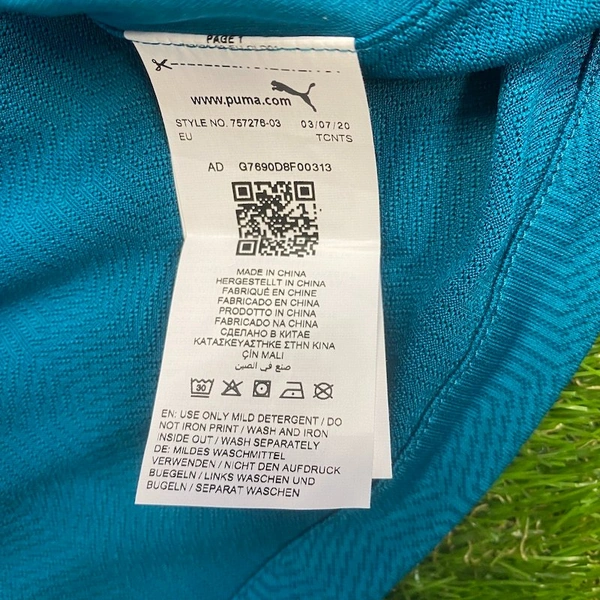 PAGE 1
www.puma.com
STYLE NO. 757276-03 03/07/20
EU TCNTS
AD G7690D8F00313
MADE IN CHINA
HERGESTELLT IN CHINA
FABRIQUÉ EN CHINE
FABRICADO EN CHINA
PRODOTTO IN CHINA
FABRICADO NA CHINA
СДЕЛАНО В КИТАЕ
ΚΑΤΑΣΚΕΥΑΣΤΗΚΕ ΣΤΗΝ ΚΙΝΑ
ÇİN MALI
صنع في الصين
30
EN: USE ONLY MILD DETERGENT / DO
NOT IRON PRINT / WASH AND IRON
INSIDE OUT / WASH SEPARATELY
DE: MILDES WASCHMITTEL
VERWENDEN / NICHT DEN AUFDRUCK
BUEGELN / LINKS WASCHEN UND
BUGELN / SEPARAT WASCHEN